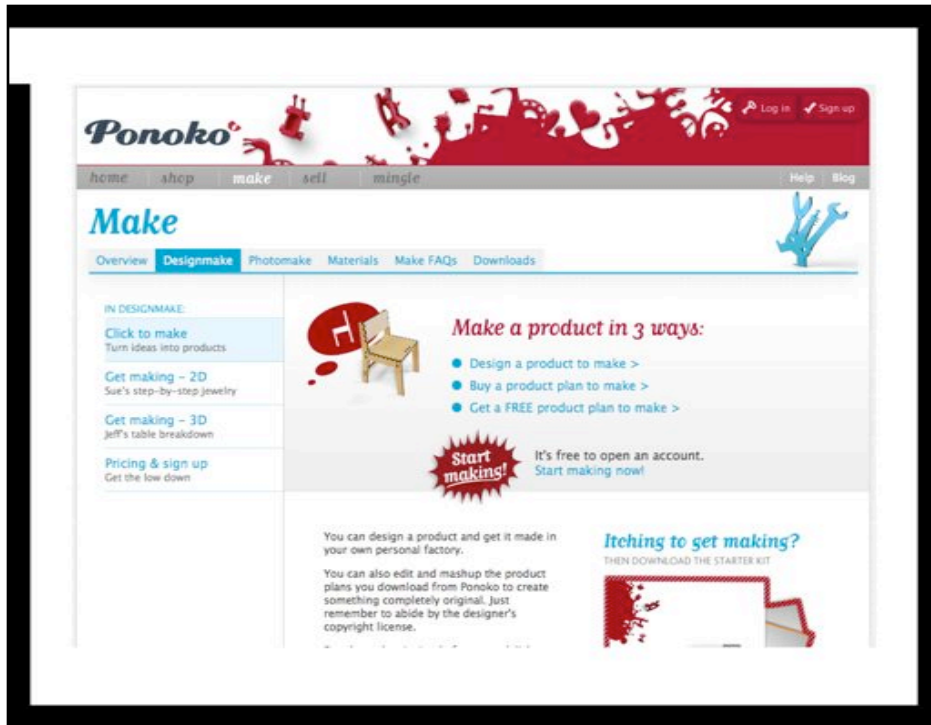 Ponoko
Log in Sign up
home shop make sell mingle Help Blog
Make
Overview Designmake Photomake Materials Make FAQs Downloads
IN DESIGNMAKE:
Click to make
Turn ideas into products
Get making – 2D
Sue's step-by-step jewelry
Get making – 3D
Jeff's table breakdown
Pricing & sign up
Get the low down
Make a product in 3 ways:
Design a product to make >
Buy a product plan to make >
Get a FREE product plan to make >
Start
making!
It's free to open an account.
Start making now!
You can design a product and get it made in
your own personal factory.
You can also edit and mashup the product
plans you download from Ponoko to create
something completely original. Just
remember to abide by the designer's
copyright license.
Itching to get making?
THEN DOWNLOAD THE STARTER KIT